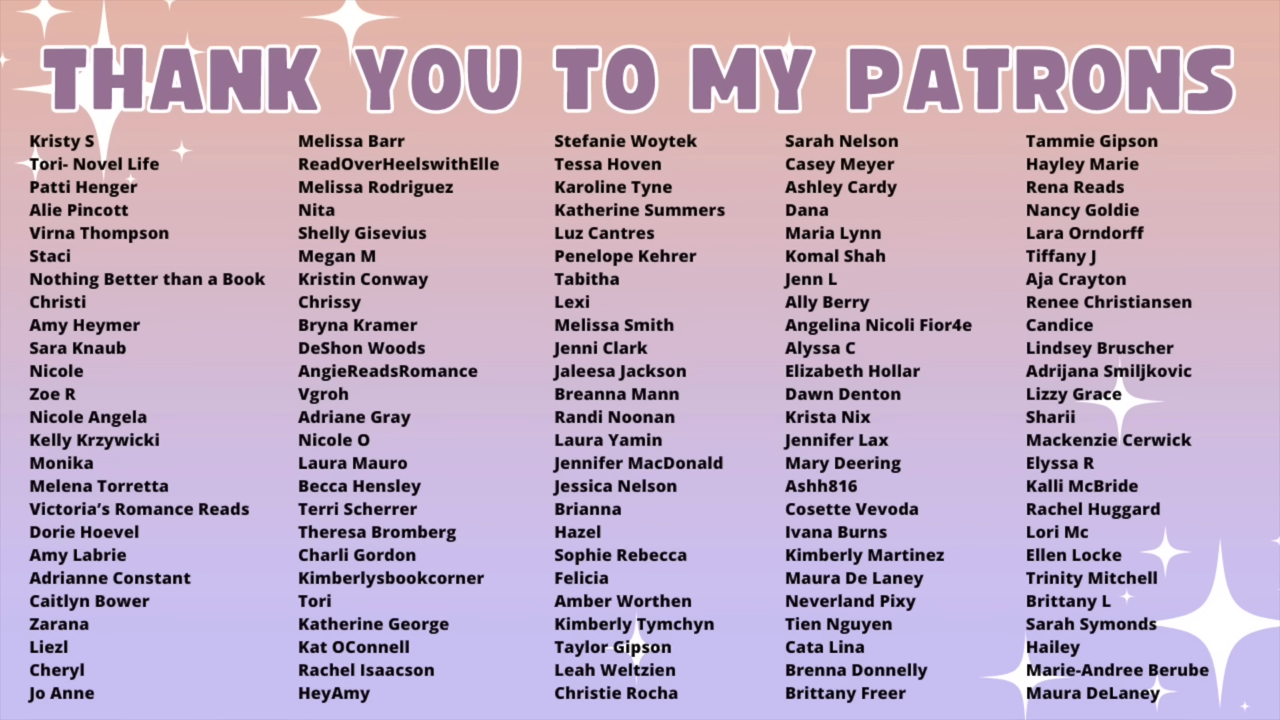 THANK YOU TO MY PATRONS
Kristy S
Tori- Novel Life
Patti Henger
Alie Pincott
Virna Thompson
Staci
Nothing Better than a Book
Christi
Amy Heymer
Sara Knaub
Nicole
Zoe R
Nicole Angela
Kelly Krzywicki
Monika
Melena Torretta
Victoria’s Romance Reads
Dorie Hoevel
Amy Labrie
Adrianne Constant
Caitlyn Bower
Zarana
Liezl
Cheryl
Jo Anne
Melissa Barr
ReadOverHeelswithElle
Melissa Rodriguez
Nita
Shelly Gisevius
Megan M
Kristin Conway
Chrissy
Bryna Kramer
DeShon Woods
AngieReadsRomance
Vgroh
Adriane Gray
Nicole O
Laura Mauro
Becca Hensley
Terri Scherrer
Theresa Bromberg
Charli Gordon
Kimberlysbookcorner
Tori
Katherine George
Kat OConnell
Rachel Isaacson
HeyAmy
Stefanie Woytek
Tessa Hoven
Karoline Tyne
Katherine Summers
Luz Cantres
Penelope Kehrer
Tabitha
Lexi
Melissa Smith
Jenni Clark
Jaleesa Jackson
Breanna Mann
Randi Noonan
Laura Yamin
Jennifer MacDonald
Jessica Nelson
Brianna
Hazel
Sophie Rebecca
Felicia
Amber Worthen
Kimberly Tymchyn
Taylor Gipson
Leah Weltzien
Christie Rocha
Sarah Nelson
Casey Meyer
Ashley Cardy
Dana
Maria Lynn
Komal Shah
Jenn L
Ally Berry
Angelina Nicoli Fior4e
Alyssa C
Elizabeth Hollar
Dawn Denton
Krista Nix
Jennifer Lax
Mary Deering
Ashh816
Cosette Vevoda
Ivana Burns
Kimberly Martinez
Maura De Laney
Neverland Pixy
Tien Nguyen
Cata Lina
Brenna Donnelly
Brittany Freer
Tammie Gipson
Hayley Marie
Rena Reads
Nancy Goldie
Lara Orndorff
Tiffany J
Aja Crayton
Renee Christiansen
Candice
Lindsey Bruscher
Adrijana Smiljkovic
Lizzy Grace
Sharii
Mackenzie Cerwick
Elyssa R
Kalli McBride
Rachel Huggard
Lori Mc
Ellen Locke
Trinity Mitchell
Brittany L
Sarah Symonds
Hailey
Marie-Andree Berube
Maura DeLaney